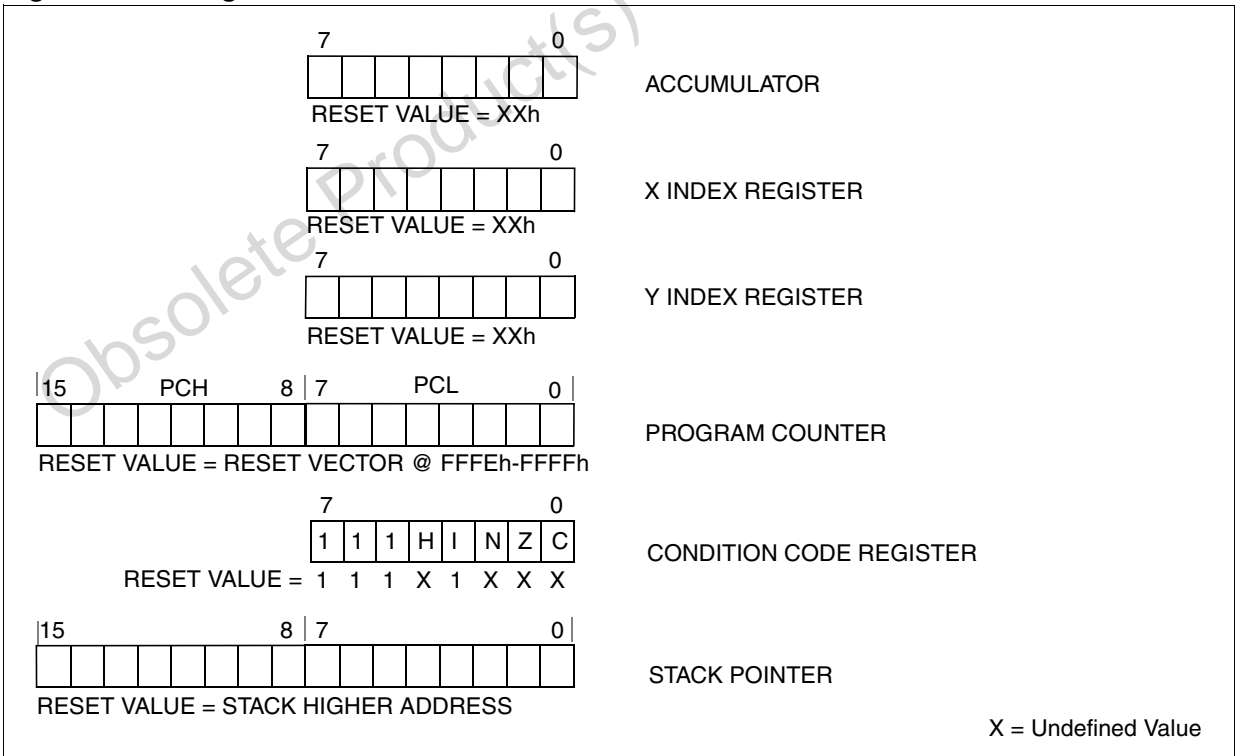 7 0
ACCUMULATOR
RESET VALUE = XXh
7 0
X INDEX REGISTER
RESET VALUE = XXh
7 0
Y INDEX REGISTER
RESET VALUE = XXh
15 PCH 8 7 PCL 0
PROGRAM COUNTER
RESET VALUE = RESET VECTOR @ FFFEh-FFFFh
7 0
1 1 1 H I N Z C
CONDITION CODE REGISTER
RESET VALUE = 1 1 1 X 1 X X X
15 8 7 0
STACK POINTER
RESET VALUE = STACK HIGHER ADDRESS
X = Undefined Value
Obsolete Product(s)